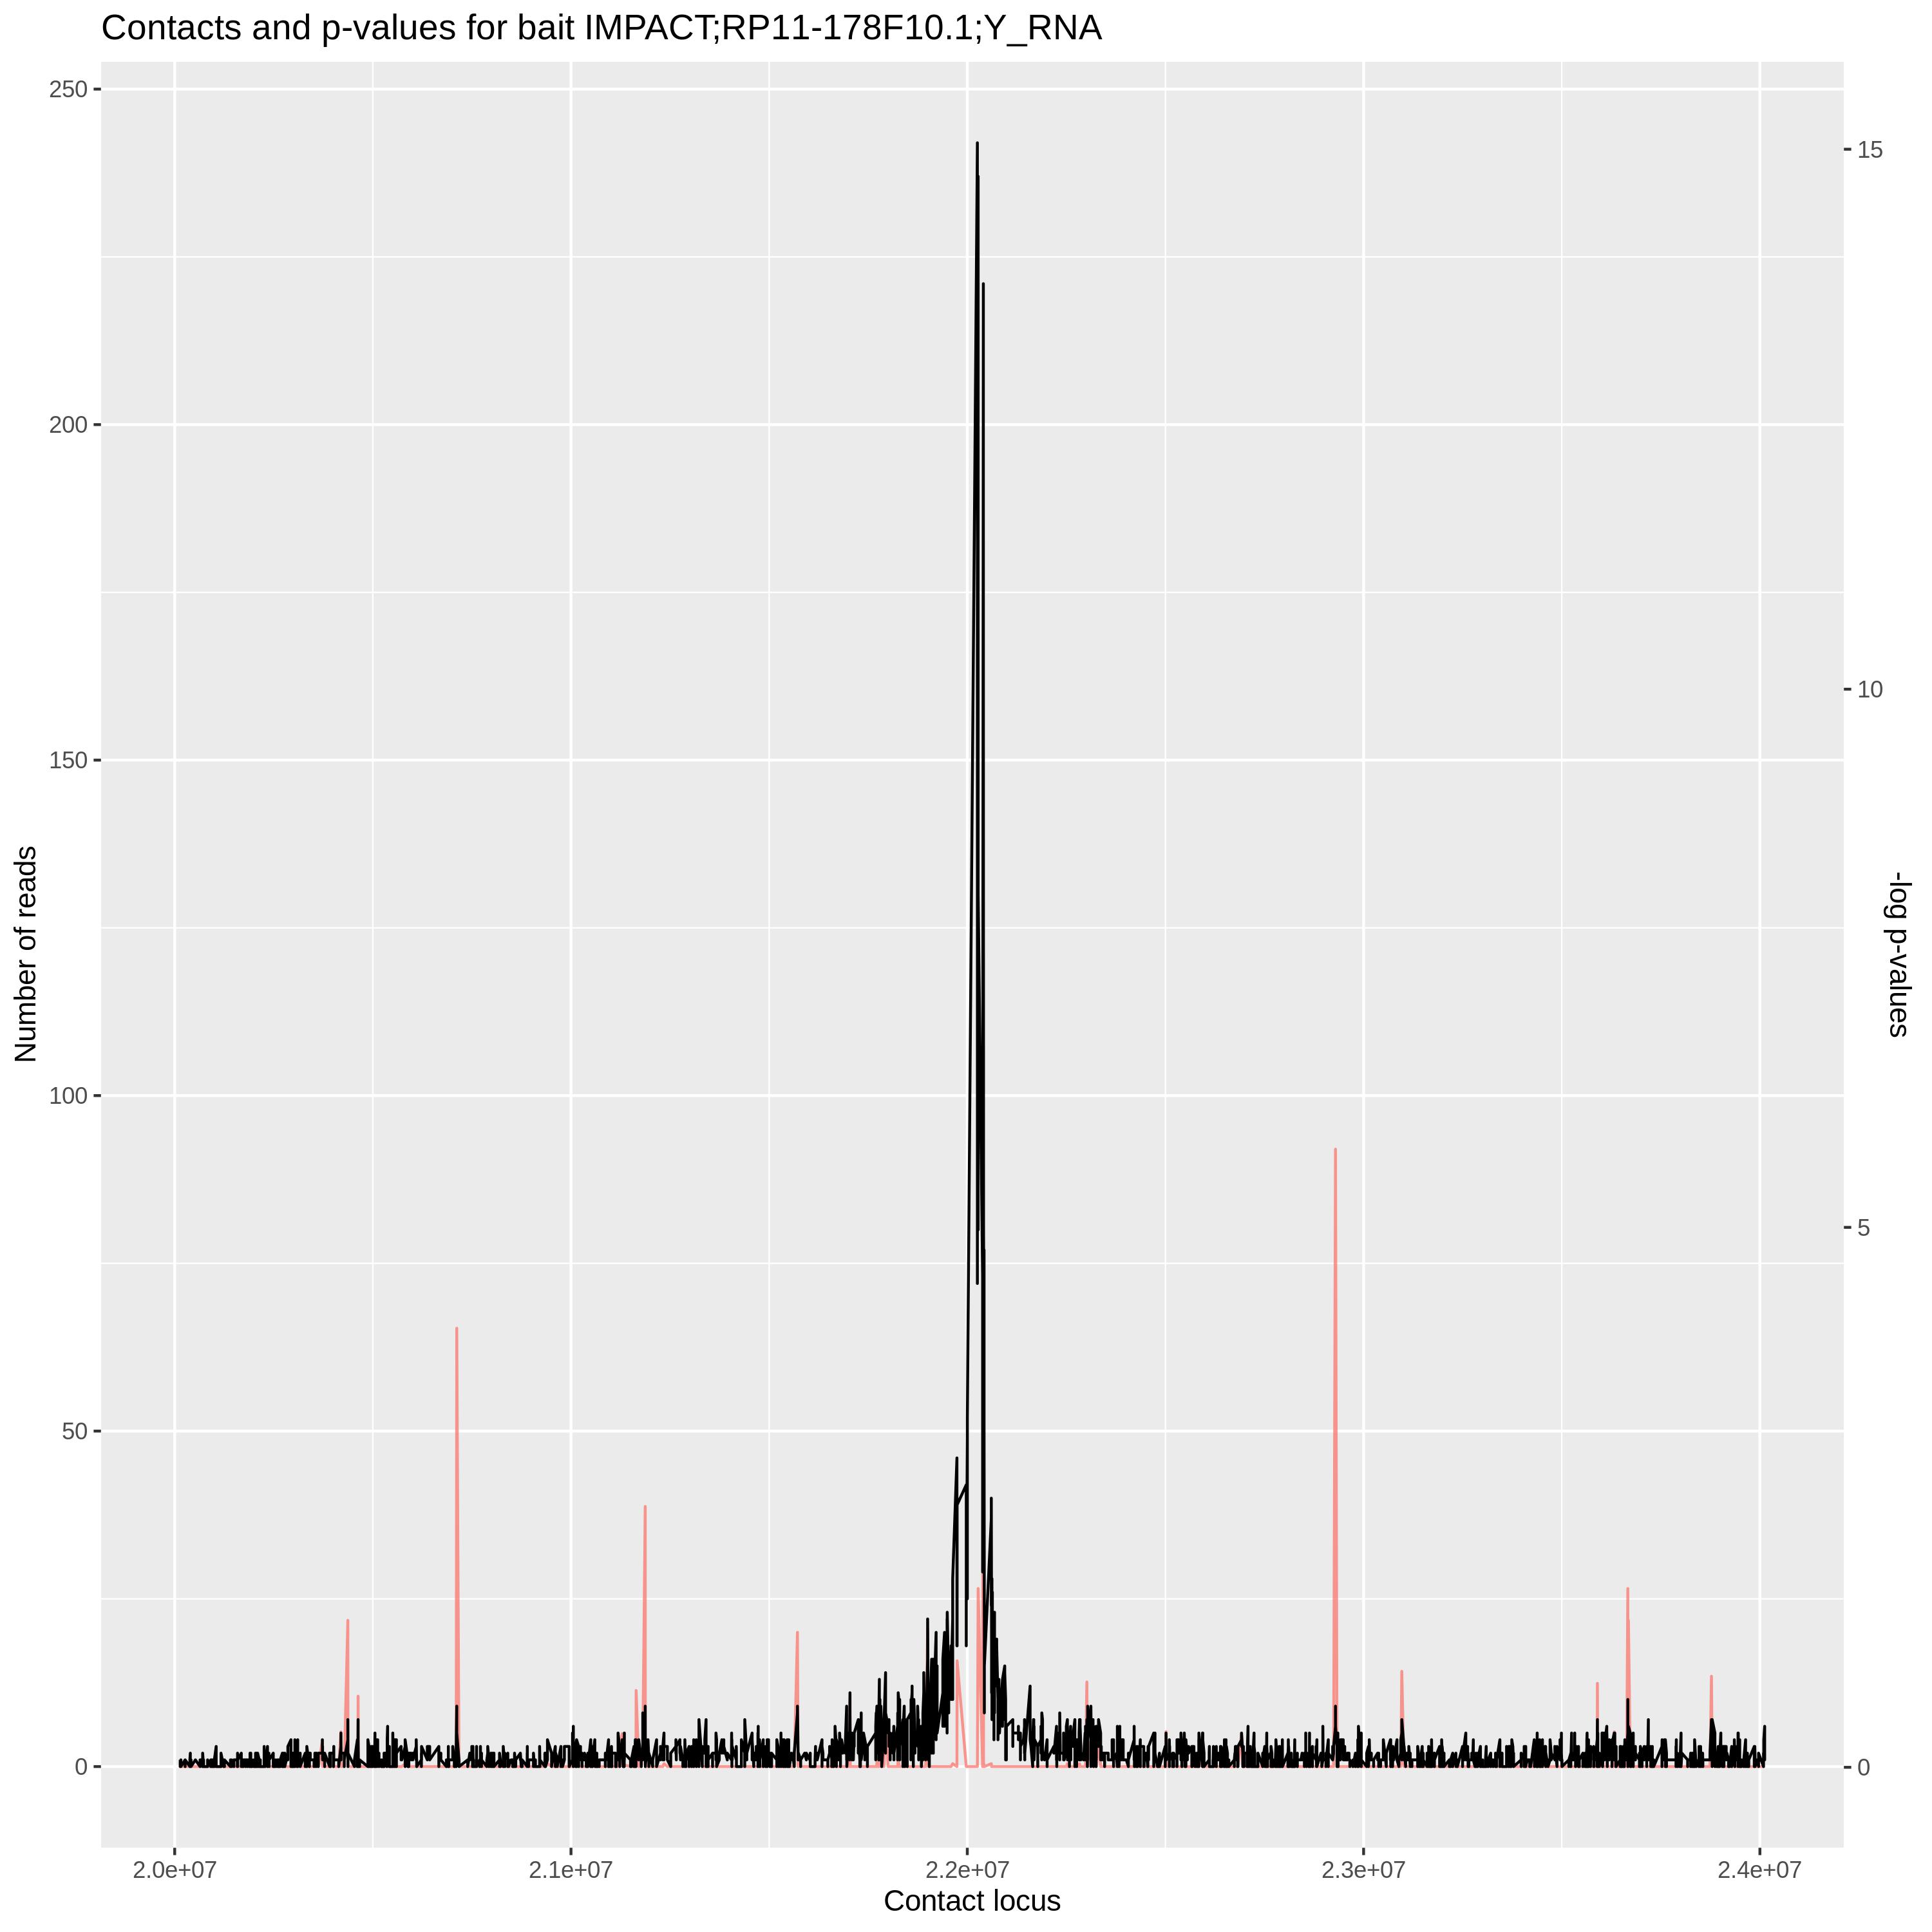 Contacts and p-values for bait IMPACT;RP11-178F10.1;Y_RNA
250
200
150
100
50
0
Number of reads
15
10
5
0
-log p-values
2.0e+07
2.1e+07
2.2e+07
2.3e+07
2.4e+07
Contact locus